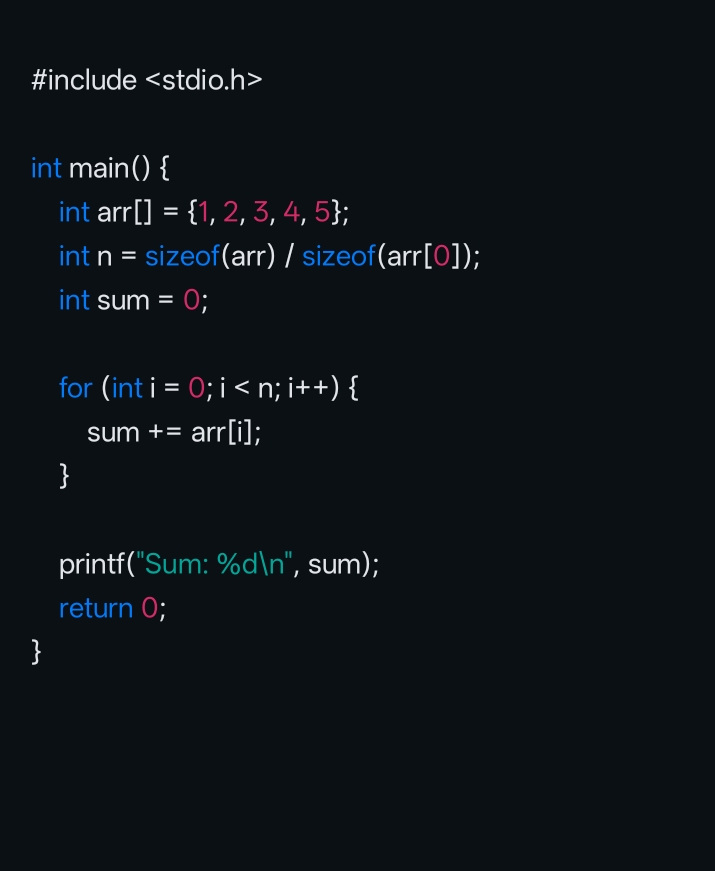 #include <stdio.h>
int main() {
int arr[] = {1, 2, 3, 4, 5};
int n = sizeof(arr) / sizeof(arr[0]);
int sum = 0;
for (int i = 0; i < n; i++) {
sum += arr[i];
}
printf("Sum: %d\n", sum);
return 0;
}